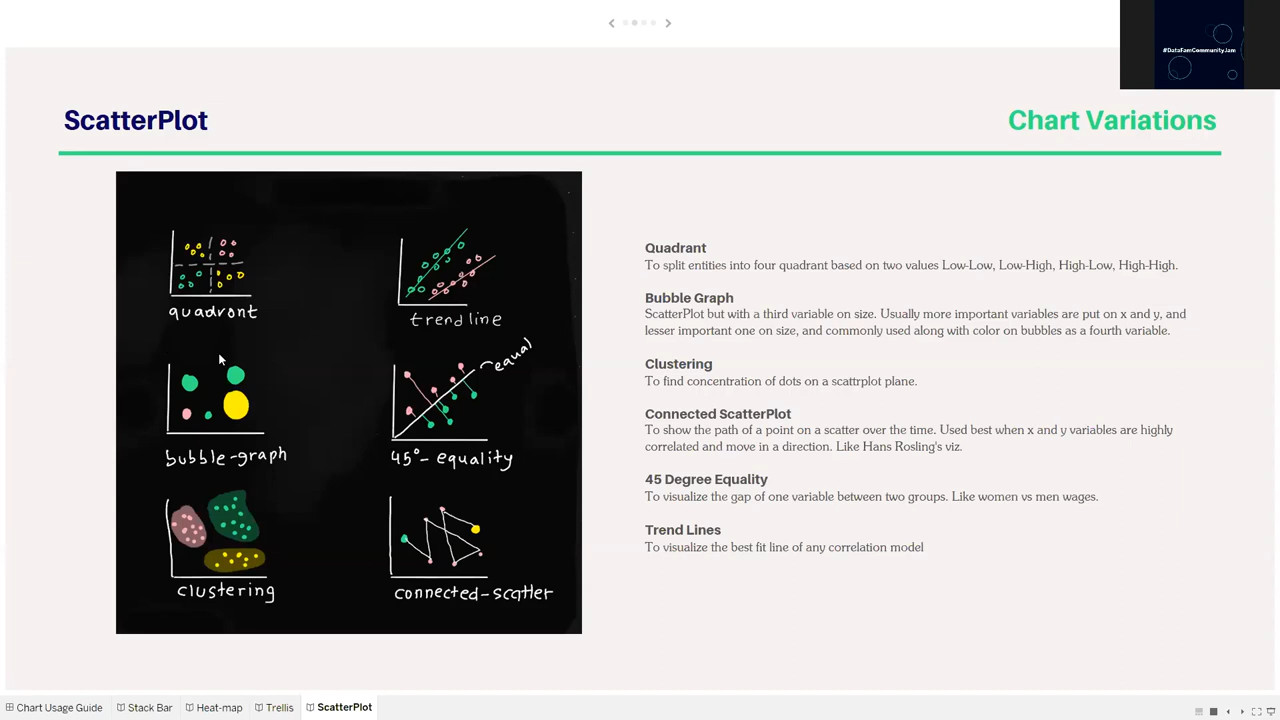 #DataFamCommunityJam
ScatterPlot
Chart Variations
quadront
trendline
equal
bubble-graph
45°-equality
clustering
connected-scatter
Quadrant
To split entities into four quadrant based on two values Low-Low, Low-High, High-Low, High-High.
Bubble Graph
ScatterPlot but with a third variable on size. Usually more important variables are put on x and y, and
lesser important one on size, and commonly used along with color on bubbles as a fourth variable.
Clustering
To find concentration of dots on a scattrplot plane.
Connected ScatterPlot
To show the path of a point on a scatter over the time. Used best when x and y variables are highly
correlated and move in a direction. Like Hans Rosling's viz.
45 Degree Equality
To visualize the gap of one variable between two groups. Like women vs men wages.
Trend Lines
To visualize the best fit line of any correlation model
Chart Usage Guide
Stack Bar
Heat-map
Trellis
ScatterPlot